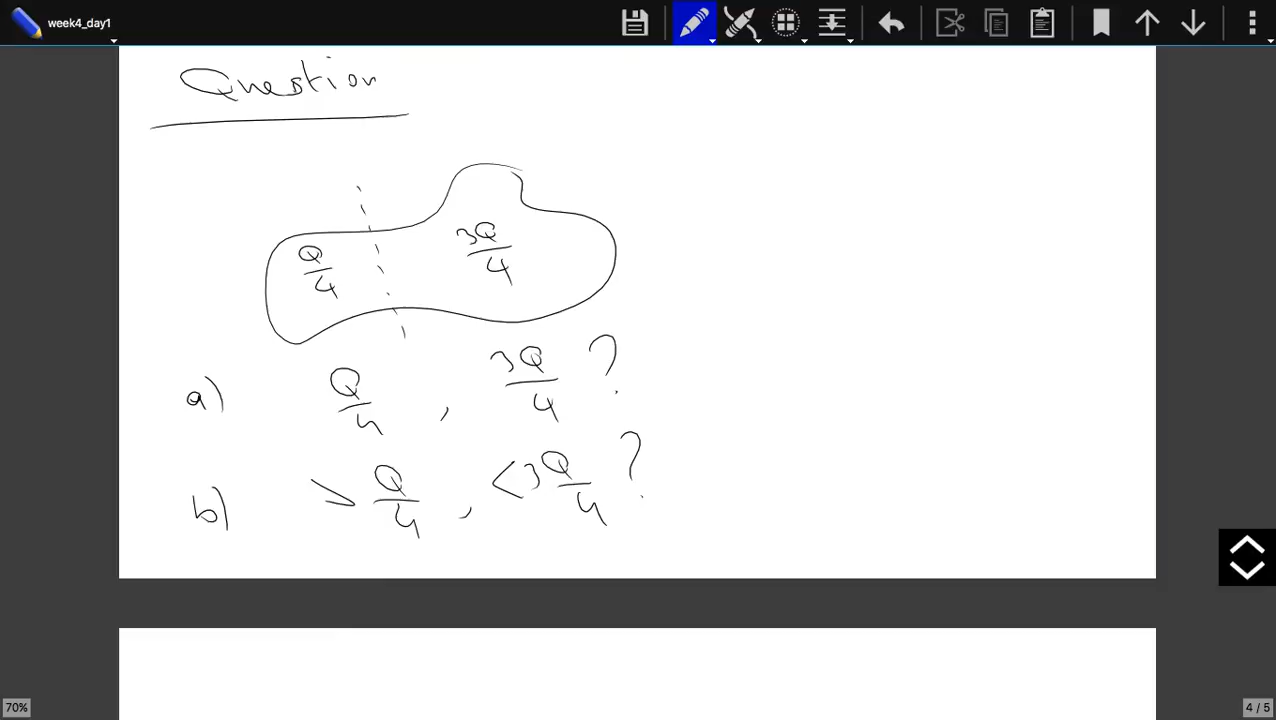 week4_day1
Question
Q/4 3Q/4
a) Q/4 , 3Q/4 ?
b) > Q/4 , < 3Q/4 ?
70%
4 / 5